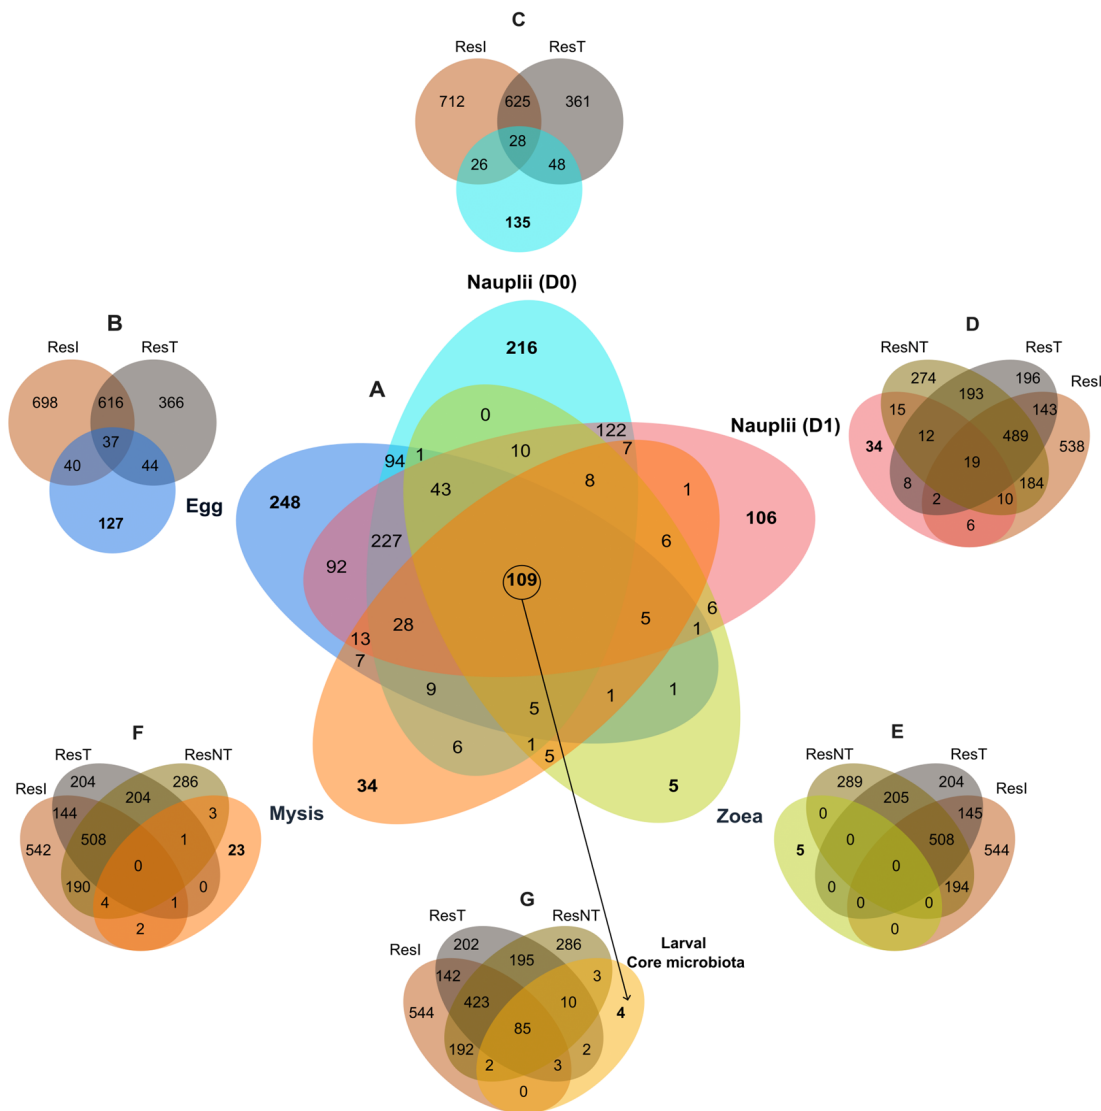 C
ResI ResT
712 625 361
28
26 48
135
Nauplii (D0)
B
ResI ResT
698 616 366
37
40 44
127
Egg
D
ResNT ResT
ResI
274 193 196
15 143
34 12 489 538
19
8 2 10 184
6
A
216
0
122
Nauplii (D1)
94 1 10 7
248 43 8 1
106
227 6
92
109
28 5 6
13 1
7
9 1 1
5
6 1 5
34 5
Mysis Zoea
F
ResT ResNT
ResI
204 204 286
144 3
542 508 1 23
0
190 4 1 0
2
E
ResNT ResT
ResI
289 205 204
0 145
5 0 508 544
0
0 0 0 194
0
G
ResT ResNT
ResI
202 195 286
142 3
544 423 10 4
85
192 2 3 2
0
Larval
Core microbiota